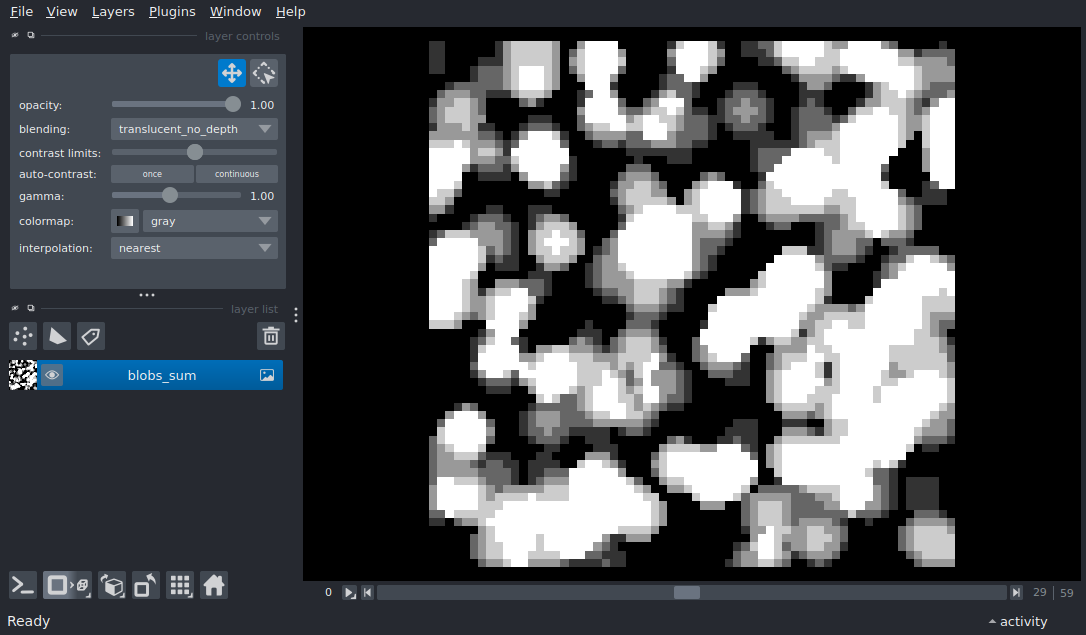 File View Layers Plugins Window Help
layer controls
opacity: 1.00
blending: translucent_no_depth
contrast limits:
auto-contrast: once continuous
gamma: 1.00
colormap: gray
interpolation: nearest
layer list
blobs_sum
0 29 59
Ready activity